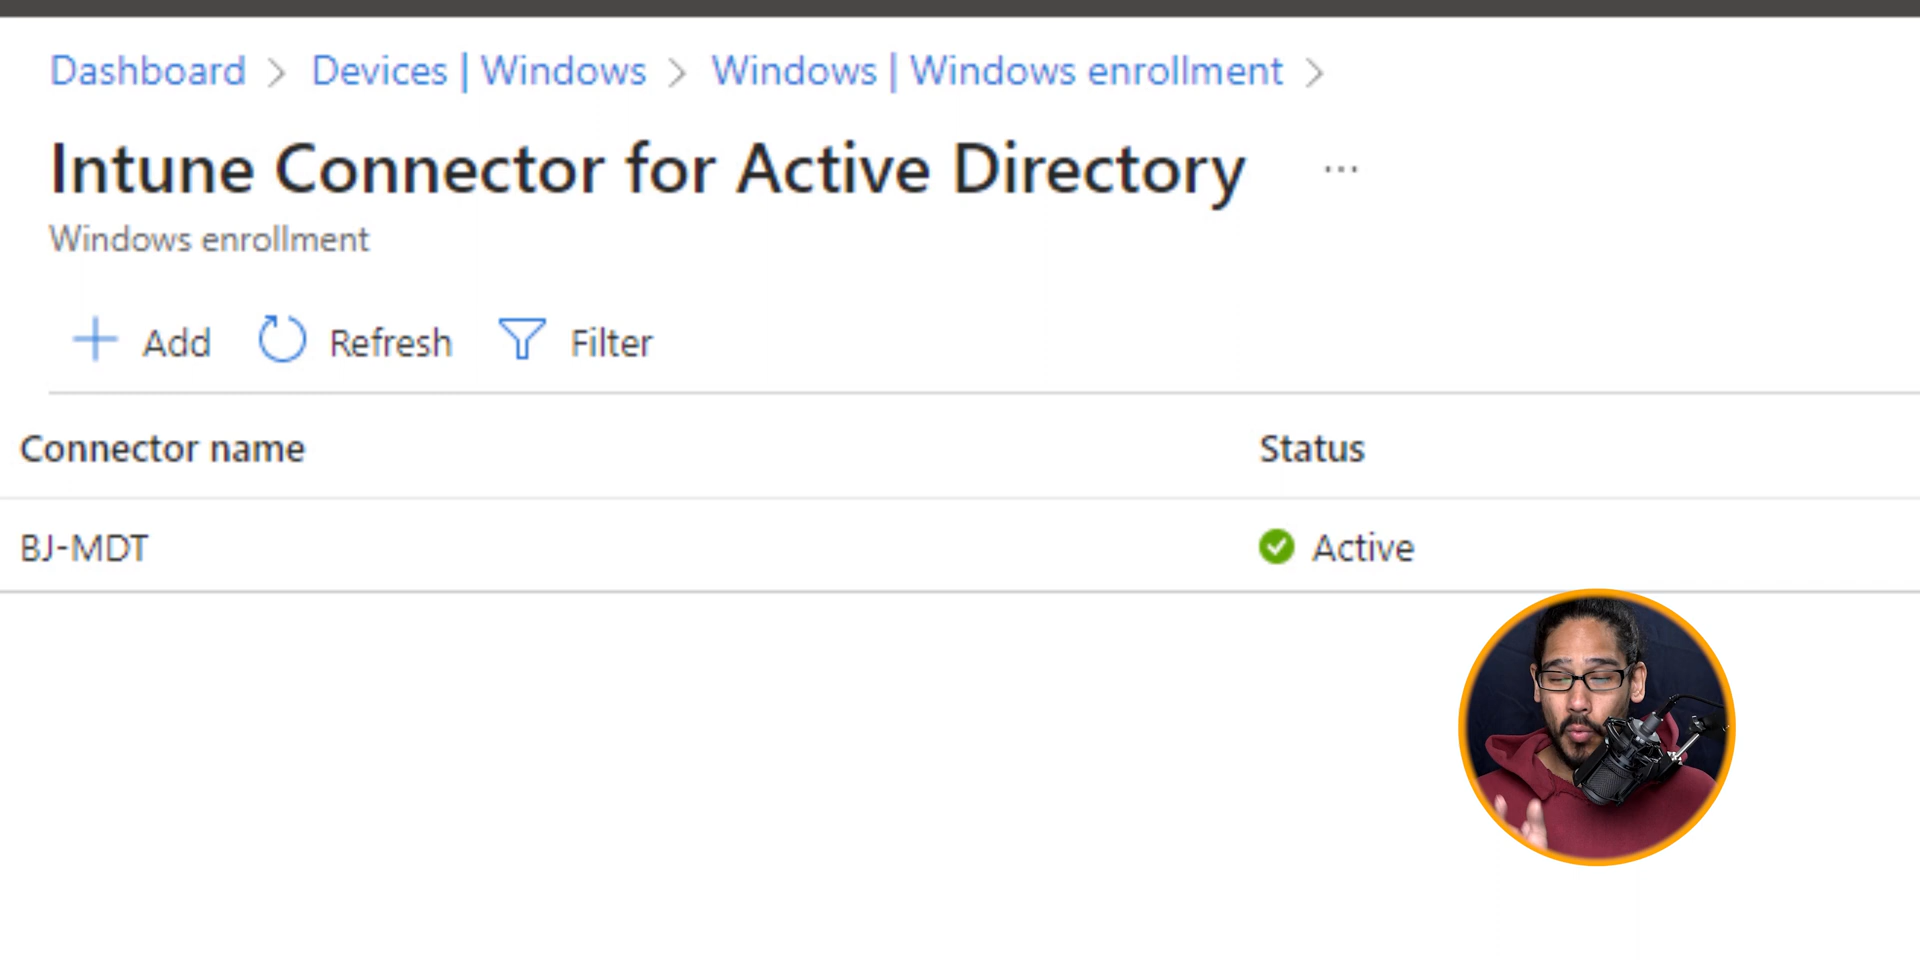 Dashboard > Devices | Windows > Windows | Windows enrollment >
Intune Connector for Active Directory ...
Windows enrollment
Add Refresh Filter
Connector name Status
BJ-MDT Active